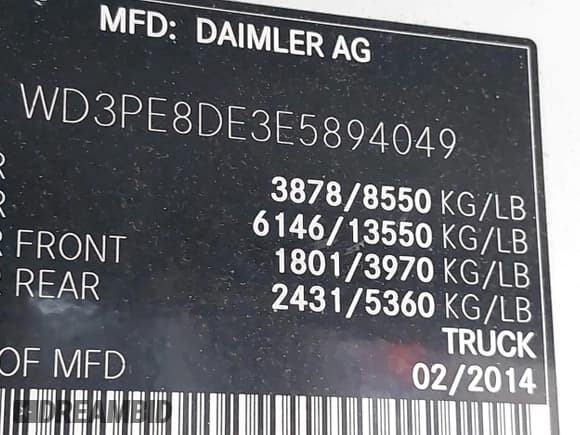 MFD: DAIMLER AG
WD3PE8DE3E5894049
R 3878/8550 KG/LB
R 6146/13550 KG/LB
R FRONT 1801/3970 KG/LB
R REAR 2431/5360 KG/LB
TRUCK
OF MFD 02/2014
DREAMBID